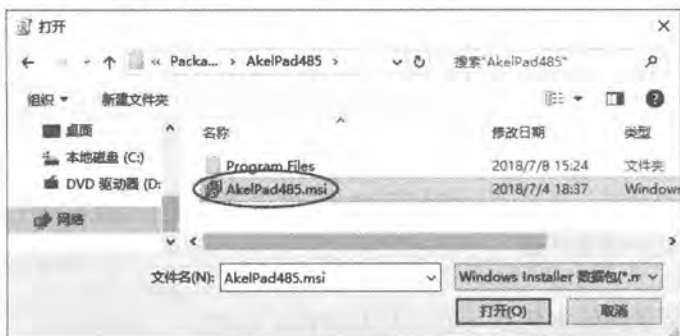 打开
« Packa... › AkelPad485 › 搜索"AkelPad485"
组织 新建文件夹
桌面 名称 修改日期 类型
本地磁盘 (C:) Program Files 2018/7/8 15:24 文件夹
DVD 驱动器 (D: AkelPad485.msi 2018/7/4 18:37 Windows
网络
文件名(N): AkelPad485.msi Windows Installer 数据包(*.m
打开(O) 取消